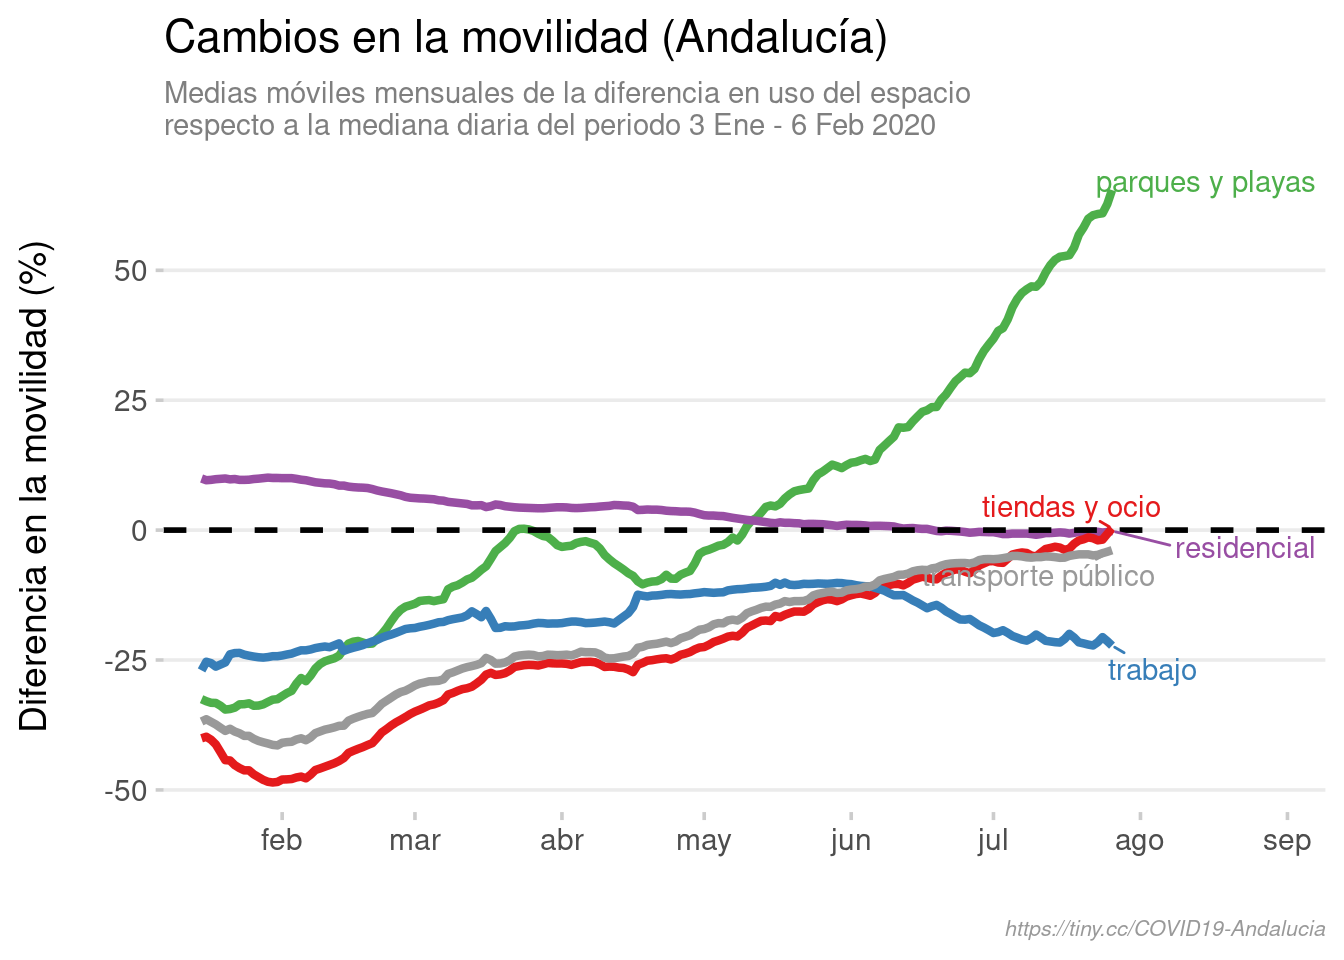 Cambios en la movilidad (Andalucía)
Medias móviles mensuales de la diferencia en uso del espacio
respecto a la mediana diaria del periodo 3 Ene - 6 Feb 2020
Diferencia en la movilidad (%)
parques y playas
50
25
tiendas y ocio
0
residencial
transporte público
-25
trabajo
-50
feb mar abr may jun jul ago sep
https://tiny.cc/COVID19-Andalucia